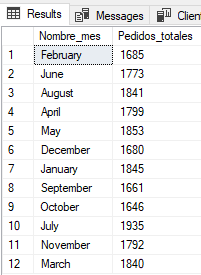 Results Messages Client
Nombre_mes Pedidos_totales
1 February 1685
2 June 1773
3 August 1841
4 April 1799
5 May 1853
6 December 1680
7 January 1845
8 September 1661
9 October 1646
10 July 1935
11 November 1792
12 March 1840